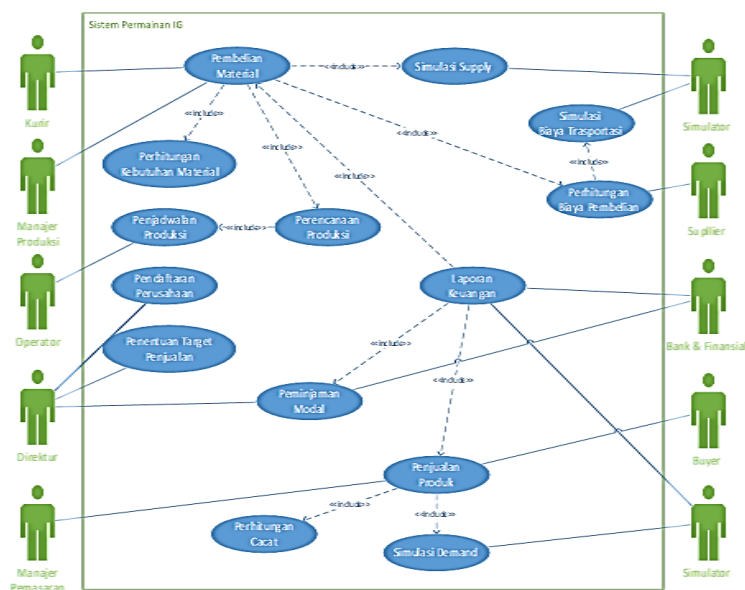 Sistem Permainan IG
Pembelian
Material
<<include>>
Simulasi Supply
Kurir
<<include>>
Simulasi
Biaya Trasportasi
Simulator
<<include>>
<<include>>
<<include>>
<<include>>
Perhitungan
Kebutuhan Material
Perhitungan
Biaya Pembelian
Manajer
Produksi
Penjadwalan
Produksi
<<include>>
Perencanaan
Produksi
Supllier
Pendaftaran
Perusahaan
Laporan
Keuangan
Operator
Penentuan Target
Penjualan
<<include>>
Bank & Finansial
<<include>>
Peminjaman
Modal
Direktur
Buyer
Penjualan
Produk
<<include>>
<<include>>
Perhitungan
Cacat
Simulasi Demand
Manajer
Pemasaran
Simulator